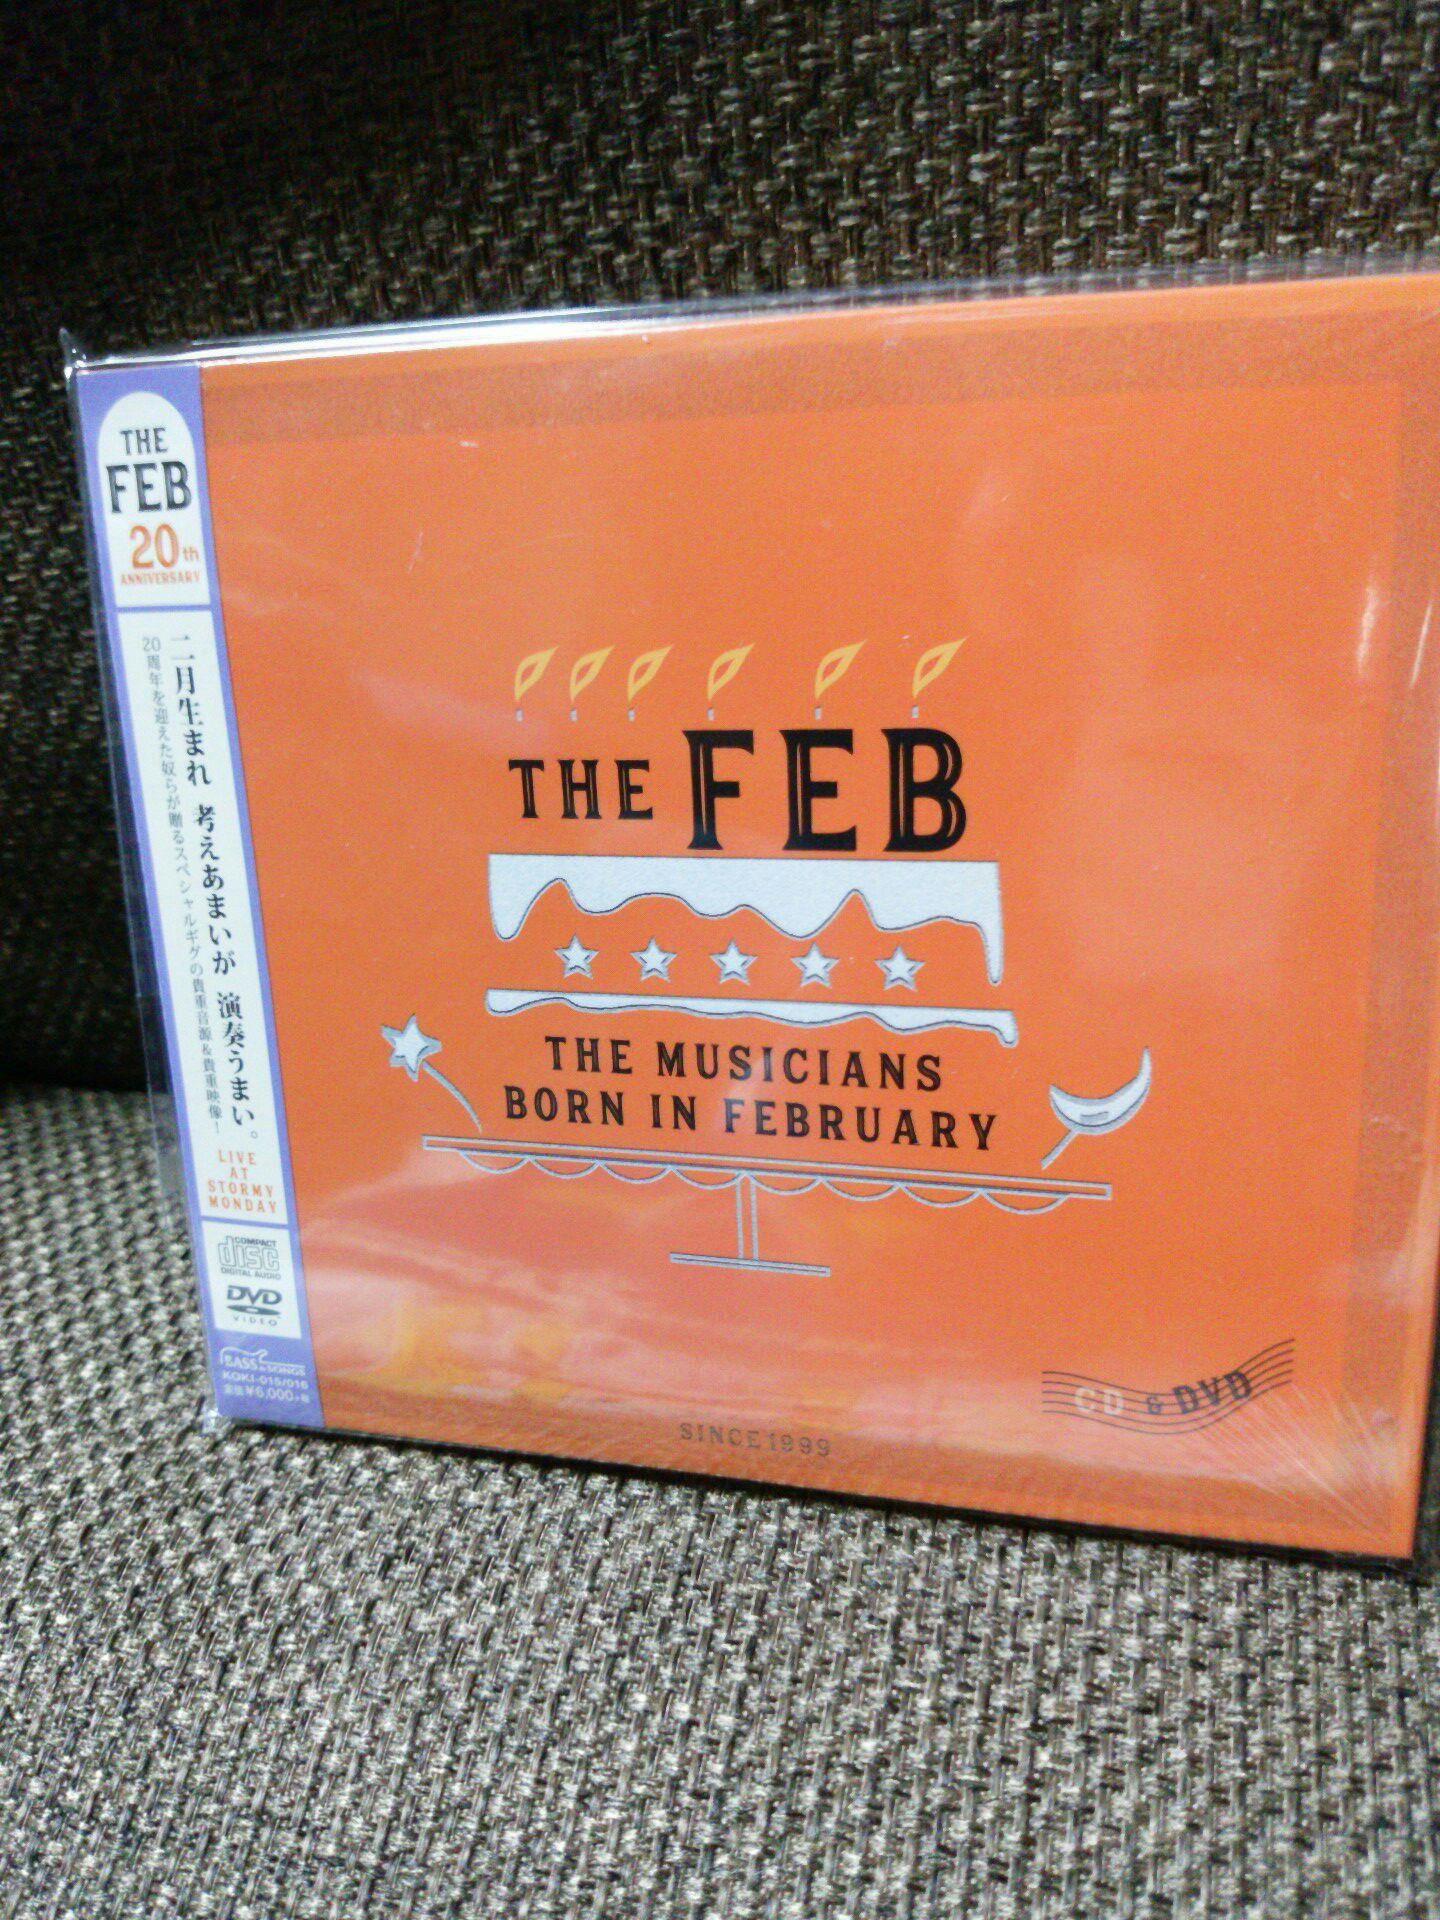 THE
FEB
20th
ANNIVERSARY
二月生まれ 考えあまいが 演奏うまい。
20周年を迎えた奴らが贈るスペシャルギグの貴重音源&貴重映像!
LIVE
AT
STORMY
MONDAY
COMPACT
disc
DIGITAL AUDIO
DVD
VIDEO
BASS & SONGS
KOKI-015/016
定価¥6,000+税
THE FEB
THE MUSICIANS
BORN IN FEBRUARY
CD & DVD
SINCE 1999